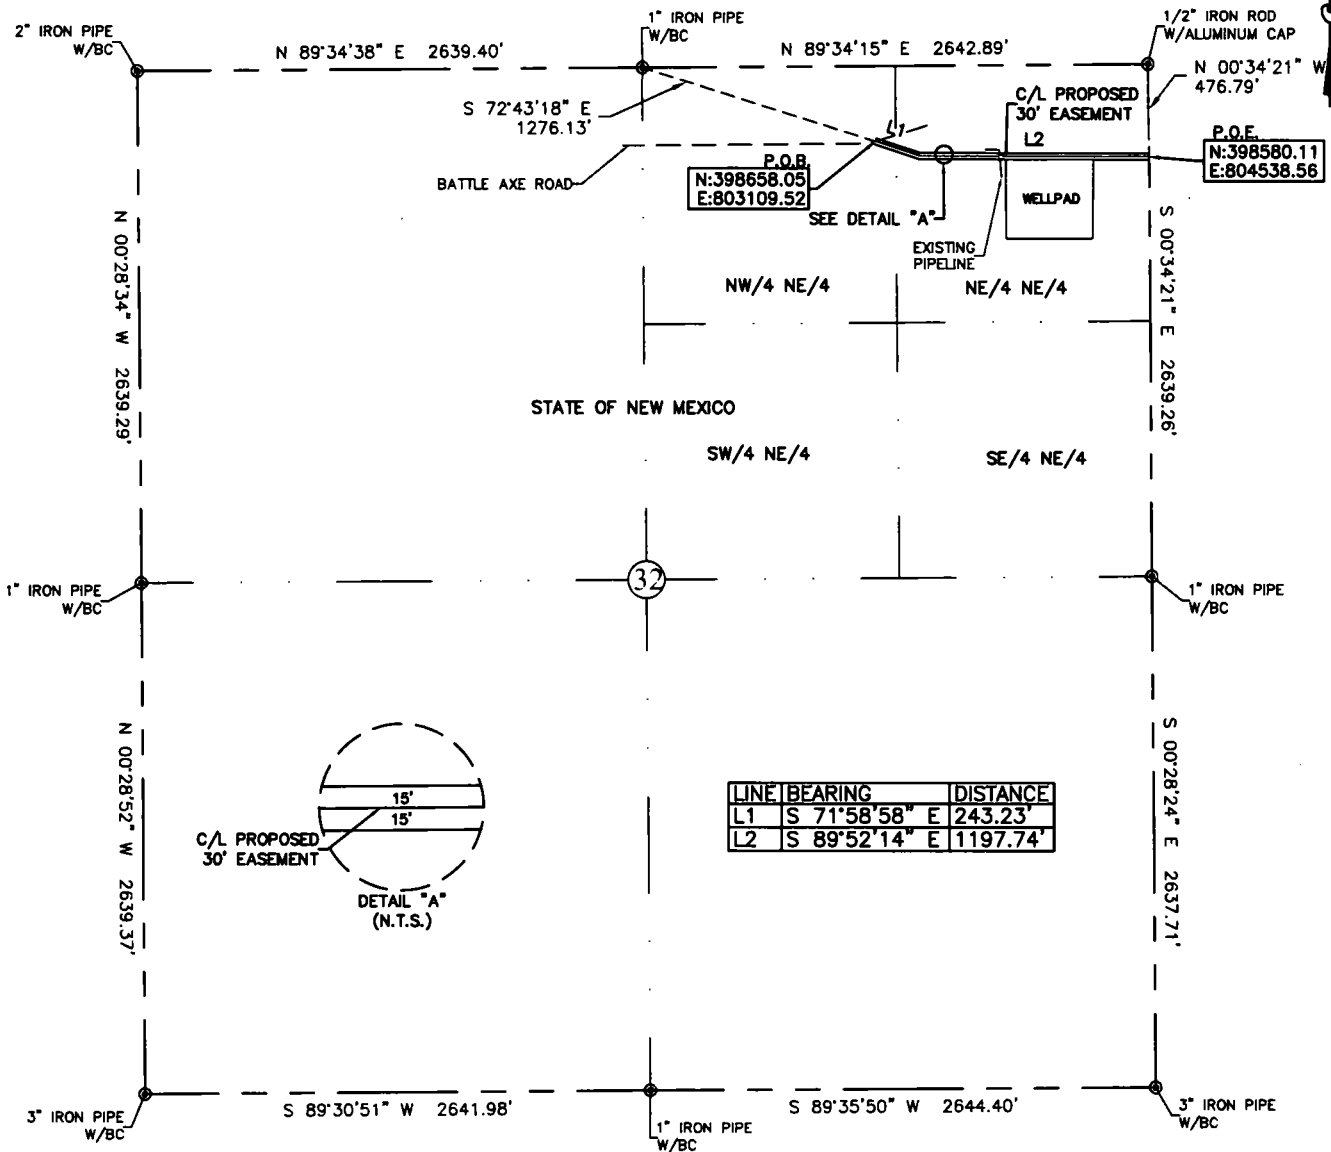 2" IRON PIPE
W/BC
N 89°34'38" E 2639.40'
1" IRON PIPE
W/BC
N 89°34'15" E 2642.89'
1/2" IRON ROD
W/ALUMINUM CAP
N 00°34'21" W
476.79'
S 72°43'18" E
1276.13'
C/L PROPOSED
30' EASEMENT
L1
L2
P.O.E.
N:398580.11
E:804538.56
BATTLE AXE ROAD
P.O.B.
N:398658.05
E:803109.52
WELLPAD
SEE DETAIL "A"
EXISTING
PIPELINE
N 00°28'34" W 2639.29'
S 00°34'21" E 2639.26'
NW/4 NE/4
NE/4 NE/4
STATE OF NEW MEXICO
SW/4 NE/4
SE/4 NE/4
1" IRON PIPE
W/BC
32
1" IRON PIPE
W/BC
N 00°28'52" W 2639.37'
S 00°28'24" E 2637.71'
15'
15'
C/L PROPOSED
30' EASEMENT
DETAIL "A"
(N.T.S.)
LINE BEARING DISTANCE
L1 S 71°58'58" E 243.23'
L2 S 89°52'14" E 1197.74'
3" IRON PIPE
W/BC
S 89°30'51" W 2641.98'
1" IRON PIPE
W/BC
S 89°35'50" W 2644.40'
3" IRON PIPE
W/BC